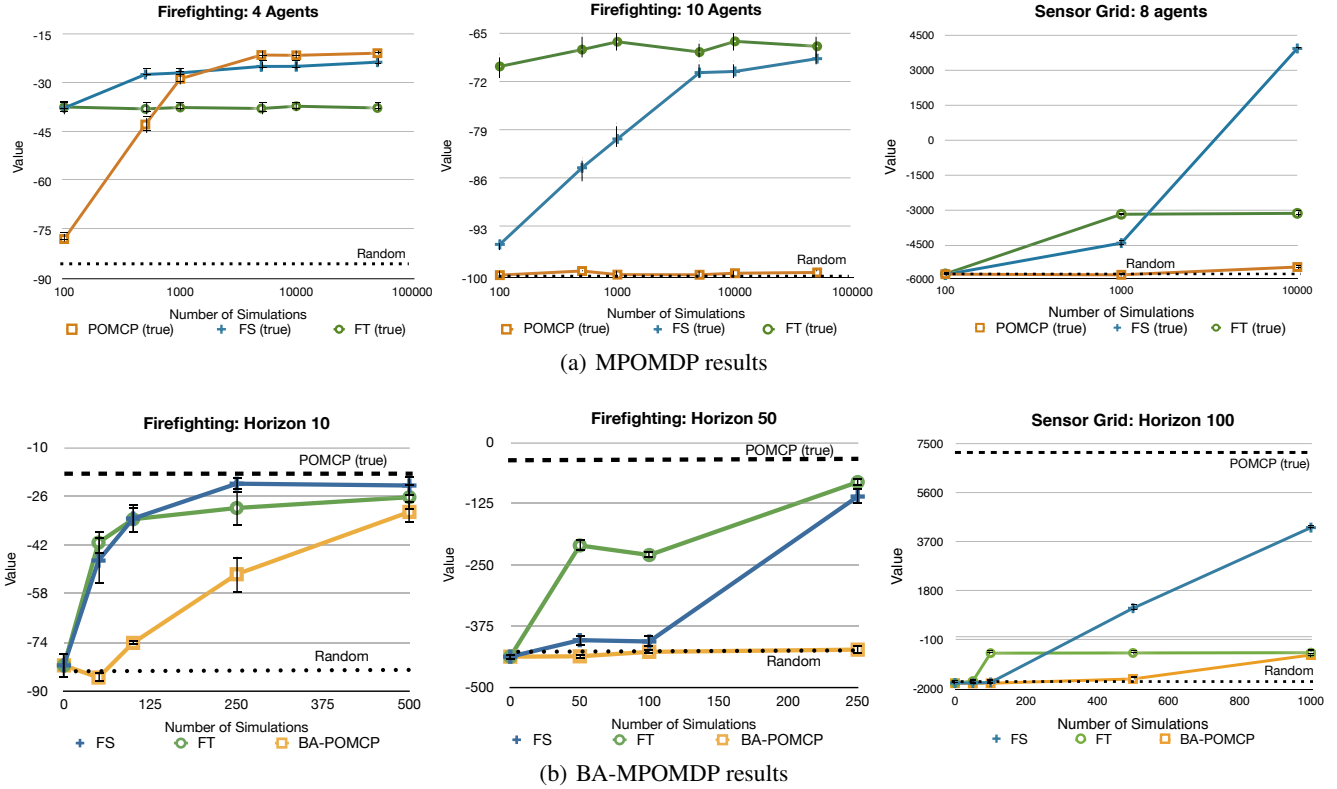 Firefighting: 4 Agents
-15
-30
-45
-60
-75
-90
Value
Random
100 1000 10000 100000
Number of Simulations
POMCP (true) FS (true) FT (true)
Firefighting: 10 Agents
-65
-72
-79
-86
-93
-100
Value
Random
100 1000 10000 100000
Number of Simulations
POMCP (true) FS (true) FT (true)
Sensor Grid: 8 agents
4500
3000
1500
0
-1500
-3000
-4500
-6000
Value
Random
100 1000 10000
Number of Simulations
POMCP (true) FS (true) FT (true)
(a) MPOMDP results
Firefighting: Horizon 10
-10
-26
-42
-58
-74
-90
Value
POMCP (true)
Random
0 125 250 375 500
Number of Simulations
FS FT BA-POMCP
Firefighting: Horizon 50
0
-125
-250
-375
-500
Value
POMCP (true)
Random
0 50 100 150 200 250
Number of Simulations
FS FT BA-POMCP
Sensor Grid: Horizon 100
7500
5600
3700
1800
-100
-2000
Value
POMCP (true)
Random
0 200 400 600 800 1000
Number of Simulations
FS FT BA-POMCP
(b) BA-MPOMDP results